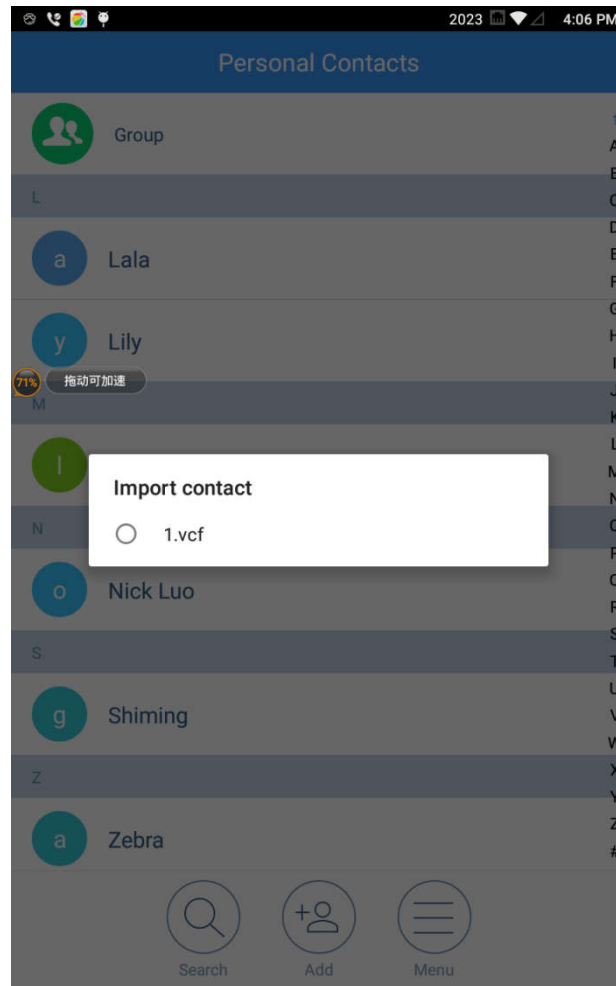 2023 4:06 PM
Personal Contacts
Group
L
a Lala
y Lily
71% 拖动可加速
M
l
Import contact
1.vcf
N
o Nick Luo
S
g Shiming
Z
a Zebra
Search Add Menu
A
B
C
D
E
F
G
H
I
J
K
L
M
N
O
P
Q
R
S
T
U
V
W
X
Y
Z
#